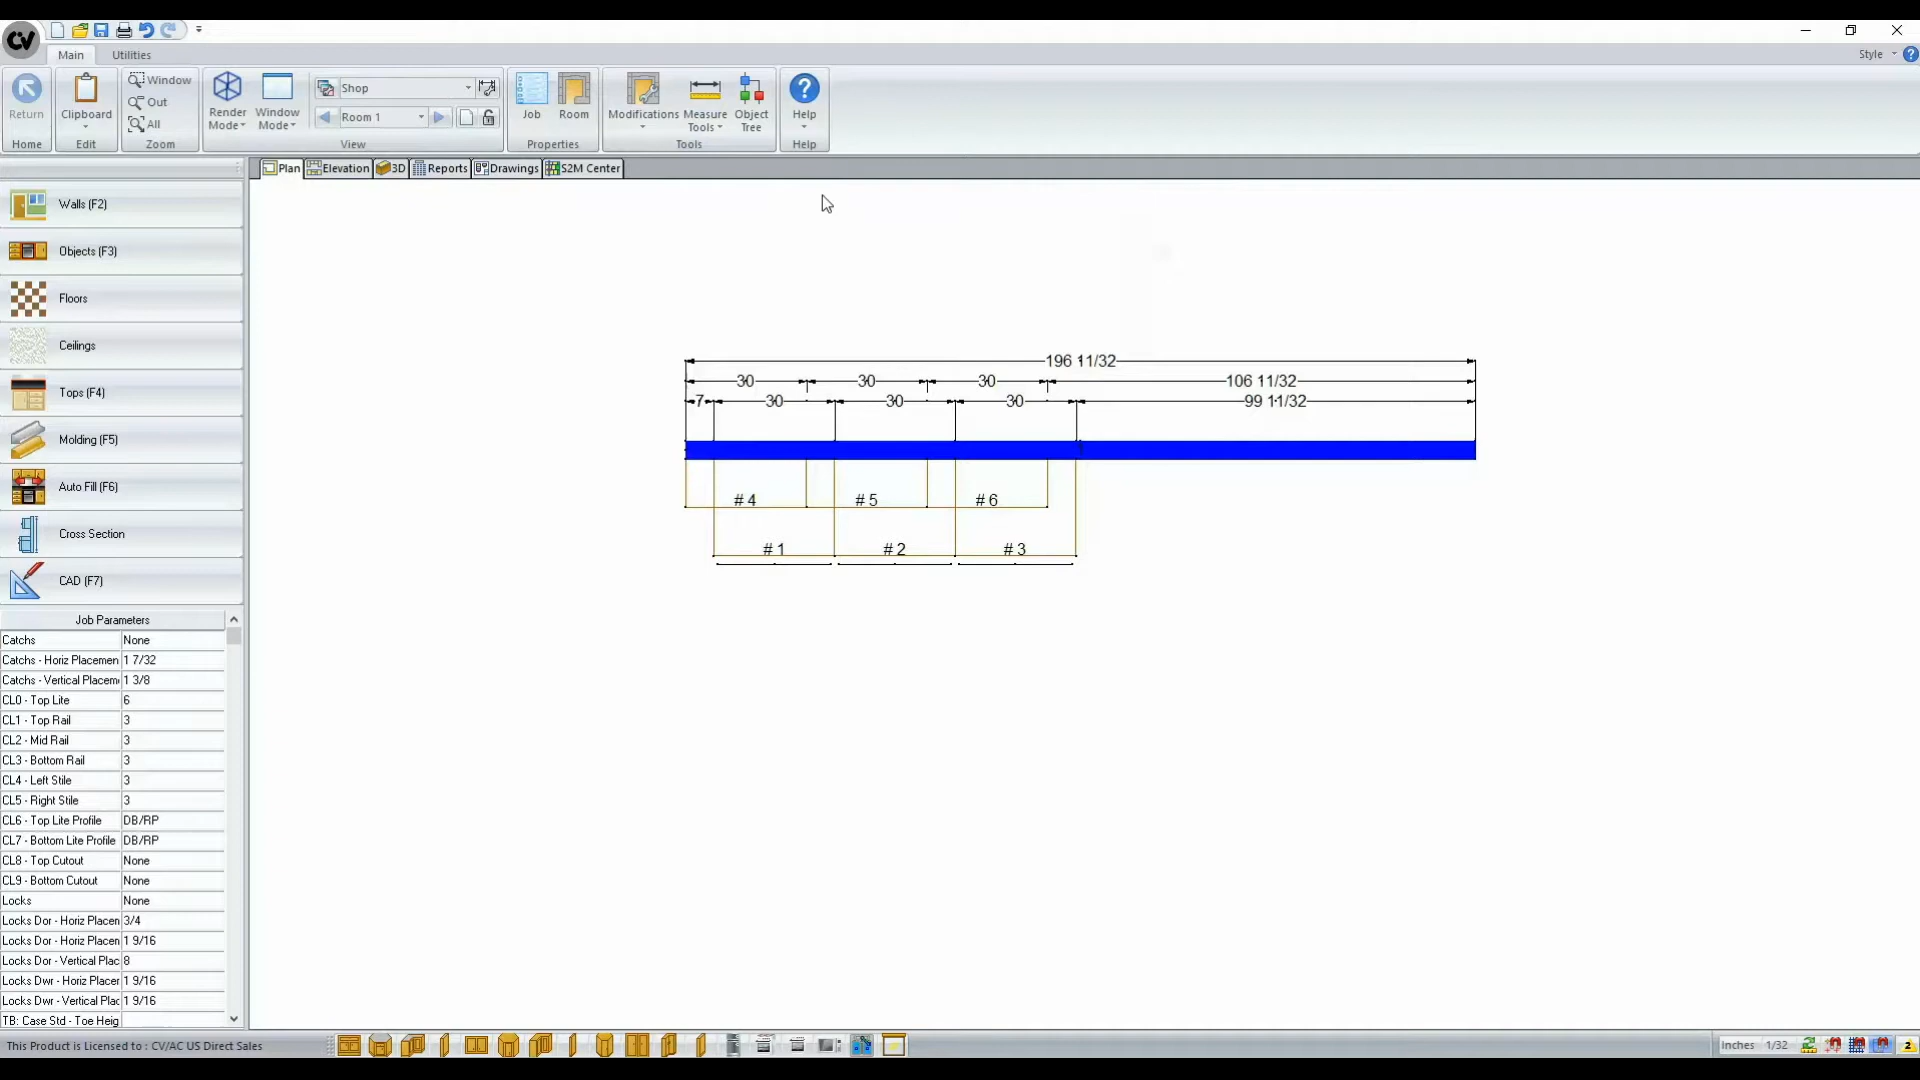 CV
Main
Utilities
Style
Return
Clipboard
Window
Out
All
Render
Mode
Window
Mode
Shop
Room 1
Job
Room
Modifications
Measure
Tools
Object
Tree
Help
Home
Edit
Zoom
View
Properties
Tools
Help
Plan
Elevation
3D
Reports
Drawings
S2M Center
Walls (F2)
Objects (F3)
Floors
Ceilings
Tops (F4)
Molding (F5)
Auto Fill (F6)
Cross Section
CAD (F7)
196 11/32
30
30
30
106 11/32
7
30
30
30
99 11/32
# 4
# 5
# 6
# 1
# 2
# 3
Job Parameters
Catchs None
Catchs - Horiz Placemen 1 7/32
Catchs - Vertical Placem 1 3/8
CL0 - Top Lite 6
CL1 - Top Rail 3
CL2 - Mid Rail 3
CL3 - Bottom Rail 3
CL4 - Left Stile 3
CL5 - Right Stile 3
CL6 - Top Lite Profile DB/RP
CL7 - Bottom Lite Profile DB/RP
CL8 - Top Cutout None
CL9 - Bottom Cutout None
Locks None
Locks Dor - Horiz Placen 3/4
Locks Dor - Horiz Placen 1 9/16
Locks Dor - Vertical Plac 8
Locks Dwr - Horiz Placer 1 9/16
Locks Dwr - Vertical Plac 1 9/16
TB: Case Std - Toe Heig
This Product is Licensed to : CV/AC US Direct Sales
Inches 1/32
2